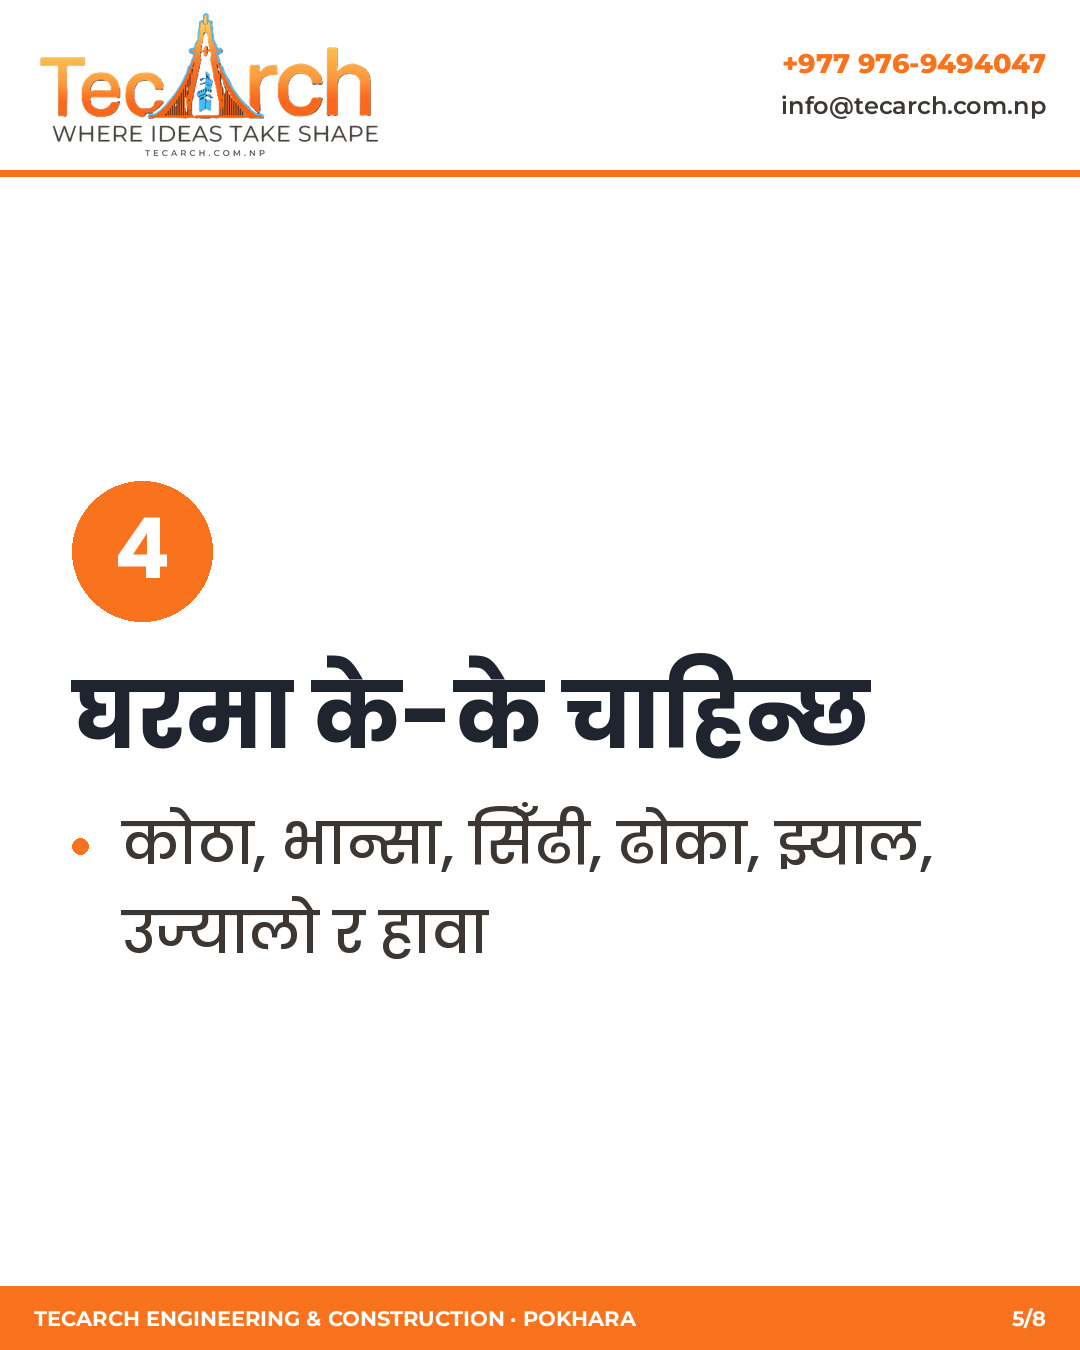 TecArch
WHERE IDEAS TAKE SHAPE
TECARCH.COM.NP
+977 976-9494047
info@tecarch.com.np
4
घरमा के-के चाहिन्छ
• कोठा, भान्सा, सिँढी, ढोका, झ्याल,
उज्यालो र हावा
TECARCH ENGINEERING & CONSTRUCTION · POKHARA
5/8